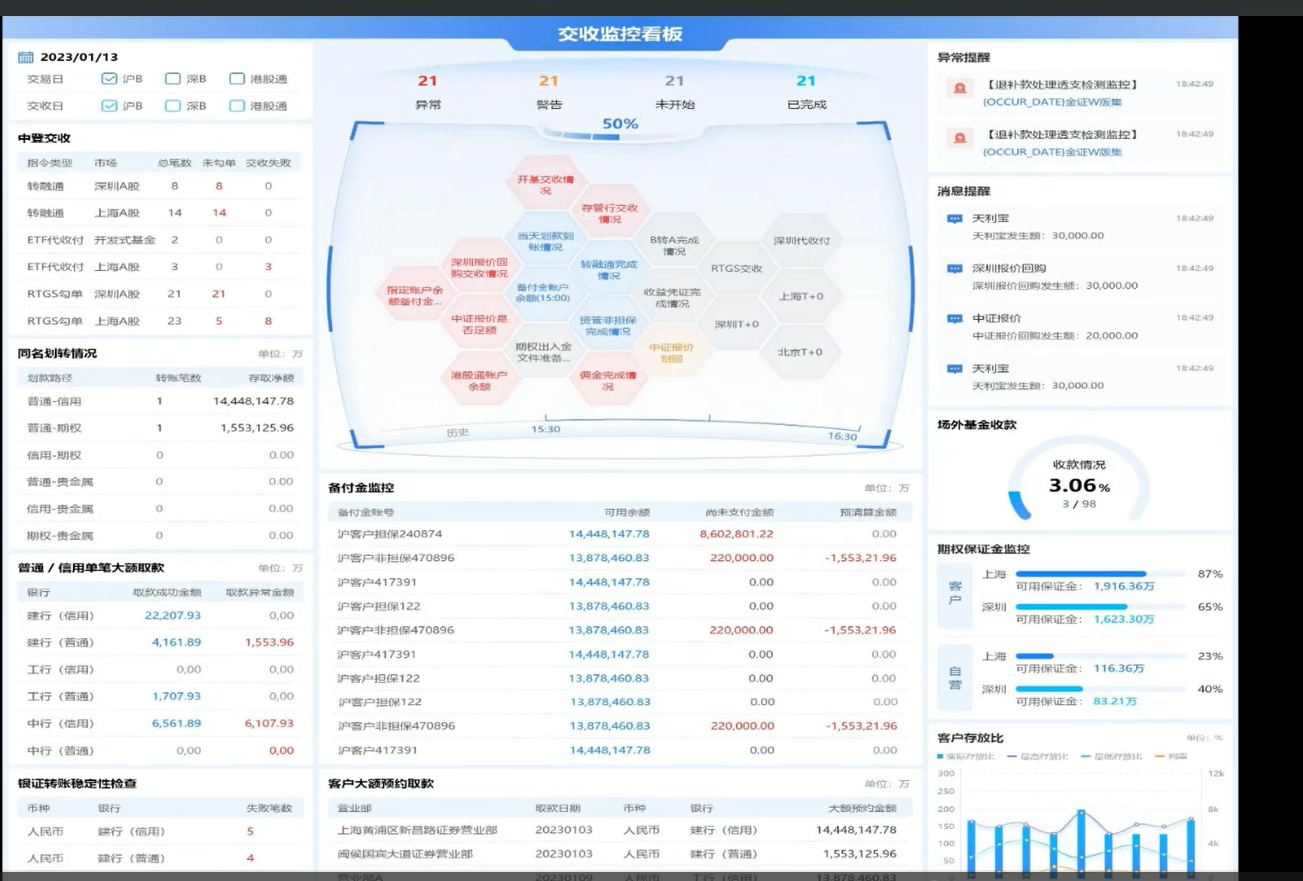 交收监控看板
2023/01/13
交易日 沪B 深B 港股通
交收日 沪B 深B 港股通
中登交收
指令类型 市场 总笔数 未勾单 交收失败
转融通 深圳A股 8 8 0
转融通 上海A股 14 14 0
ETF代收付 开发式基金 2 0 0
ETF代收付 上海A股 3 0 3
RTGS勾单 深圳A股 21 21 0
RTGS勾单 上海A股 23 5 8
同名划转情况 单位：万
划款路径 转账笔数 存取净额
普通-信用 1 14,448,147.78
普通-期权 1 1,553,125.96
信用-期权 0 0.00
普通-贵金属 0 0.00
信用-贵金属 0 0.00
期权-贵金属 0 0.00
普通 / 信用单笔大额取款 单位：万
银行 取款成功金额 取款异常金额
建行（信用） 22,207.93 0,00
建行（普通） 4,161.89 1,553.96
工行（信用） 0,00 0,00
工行（普通） 1,707.93 0,00
中行（信用） 6,561.89 6,107.93
中行（普通） 0,00 0,00
银证转账稳定性检查
币种 银行 失败笔数
人民币 建行（信用） 5
人民币 建行（普通） 4
21 21 21 21
异常 警告 未开始 已完成
50%
开基交收情
况
存管行交收
情况
当天划款到
账情况
B转A完成
情况
深圳代收付
深圳报价回
购交收情况
转融通完成
情况
RTGS交收
指定账户余
额备付金...
备付金账户
余额(15:00)
收益凭证完
成情况
上海T+0
中证报价是
否足额
资管非担保
完成情况
深圳T+0
期权出入金
文件准备...
中证报价
划回
北京T+0
港股通账户
余额
佣金完成情
况
历史 15:30 16:30
备付金监控 单位：万
备付金账号 可用余额 尚未支付金额 预清算金额
沪客户担保240874 14,448,147.78 8,602,801.22 0.00
沪客户非担保470896 13,878,460.83 220,000.00 -1,553,21.96
沪客户417391 14,448,147.78 0.00 0.00
沪客户担保122 13,878,460.83 0.00 0.00
沪客户非担保470896 13,878,460.83 220,000.00 -1,553,21.96
沪客户417391 14,448,147.78 0.00 0.00
沪客户担保122 13,878,460.83 0.00 0.00
沪客户担保122 13,878,460.83 0.00 0.00
沪客户非担保470896 13,878,460.83 220,000.00 -1,553,21.96
沪客户417391 14,448,147.78 0.00 0.00
客户大额预约取款 单位：万
营业部 取款日期 币种 银行 大额预约金额
上海黄浦区新昌路证券营业部 20230103 人民币 建行（信用） 14,448,147.78
闽侯国宾大道证券营业部 20230103 人民币 建行（普通） 1,553,125.96
营业部A 20230109 人民币 工行（信用） 13,878,460.83
异常提醒
【退补款处理透支检测监控】 18:42:49
{OCCUR_DATE}金证W版集
【退补款处理透支检测监控】 18:42:49
{OCCUR_DATE}金证W版集
消息提醒
天利宝 18:42:49
天利宝发生额：30,000.00
深圳报价回购 18:42:49
深圳报价回购发生额：30,000.00
中证报价 18:42:49
中证报价回购发生额：20,000.00
天利宝 18:42:49
天利宝发生额：30,000.00
场外基金收款
收款情况
3.06%
3 / 98
期权保证金监控
客户
上海 87%
可用保证金：1,916.36万
深圳 65%
可用保证金：1,623.30万
自营
上海 23%
可用保证金：116.36万
深圳 40%
可用保证金：83.21万
客户存放比 单位：%
实际存放比 最高存放比 最低存放比 利率
300 12k
250
200 8k
150
100 4k
50
0 0